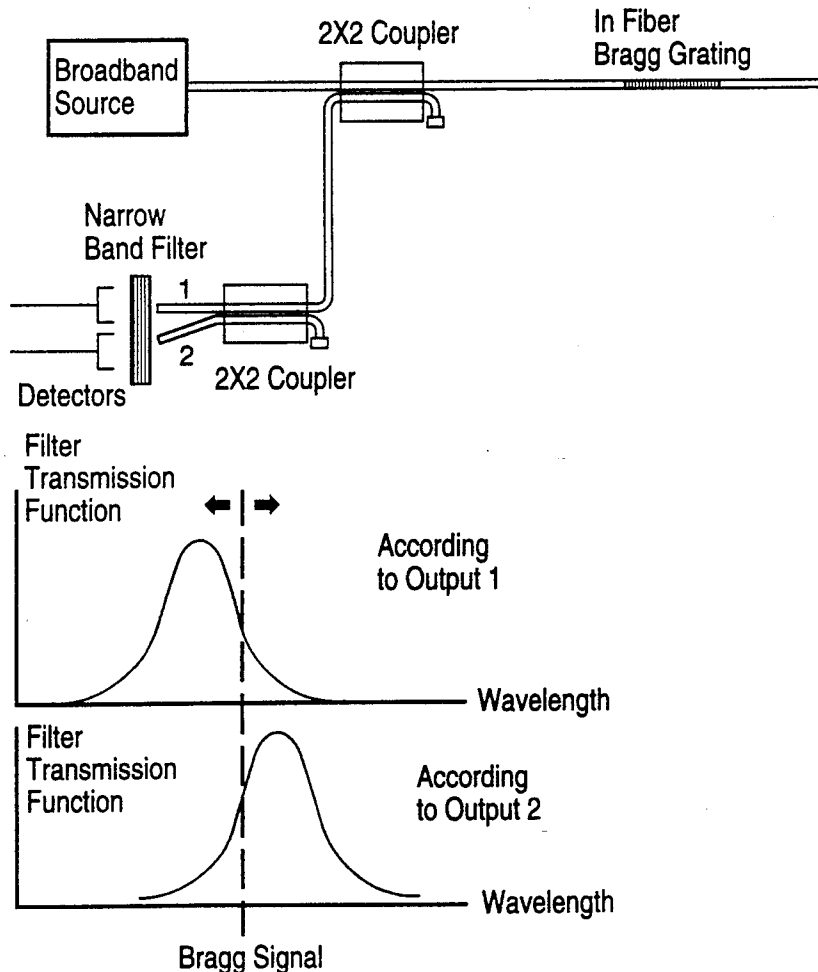 2X2 Coupler
In Fiber
Bragg Grating
Broadband
Source
Narrow
Band Filter
1
2
2X2 Coupler
Detectors
Filter
Transmission
Function
According
to Output 1
Wavelength
Filter
Transmission
Function
According
to Output 2
Wavelength
Bragg Signal